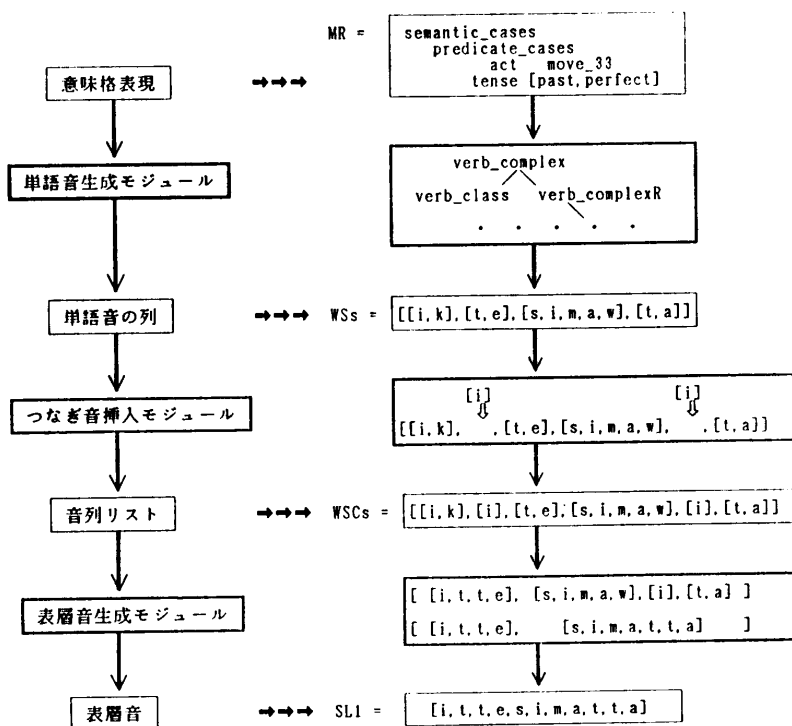 MR = semantic_cases
predicate_cases
act move_33
tense [past,perfect]
意味格表現 →→→
単語音生成モジュール
verb_complex
verb_class verb_complexR
. . . . .
単語音の列 →→→ WSs = [[i,k],[t,e],[s,i,m,a,w],[t,a]]
[i] [i]
⇩ ⇩
つなぎ音挿入モジュール
[[i,k], ,[t,e],[s,i,m,a,w], ,[t,a]]
音列リスト →→→ WSCs = [[i,k],[i],[t,e],[s,i,m,a,w],[i],[t,a]]
[ [i,t,t,e], [s,i,m,a,w],[i],[t,a] ]
表層音生成モジュール
[ [i,t,t,e], [s,i,m,a,t,t,a] ]
表層音 →→→ SL1 = [i,t,t,e,s,i,m,a,t,t,a]